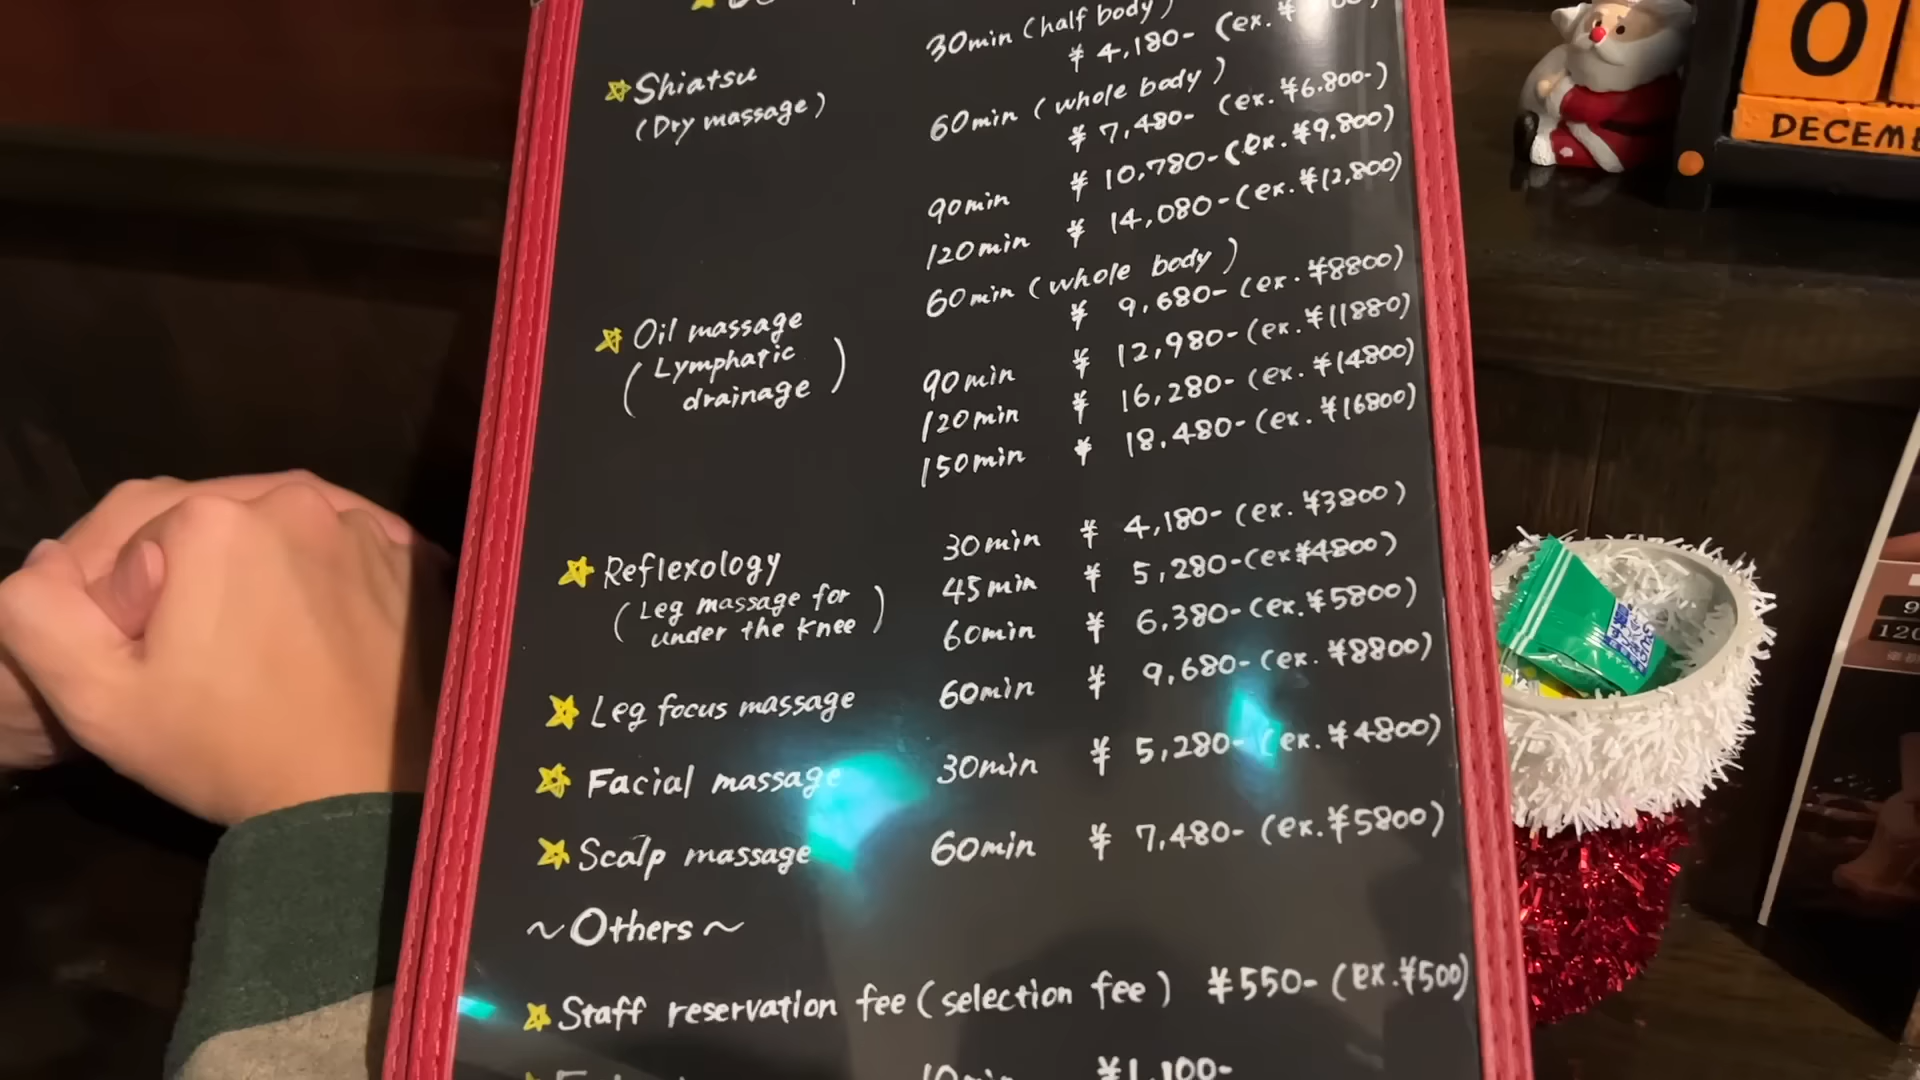 30min (half body)
¥ 4,180- (ex.
☆ Shiatsu
(Dry massage)
60min (whole body)
¥ 7,480- (ex. ¥6.800-)
90min ¥ 10,780- (ex. ¥9.800)
120min ¥ 14,080- (ex. ¥12,800)
☆ Oil massage
(Lymphatic
drainage)
60min (whole body)
¥ 9,680- (ex. ¥8800)
90min ¥ 12,980- (ex. ¥11880)
120min ¥ 16,280- (ex. ¥14800)
150min ¥ 18.480- (ex. ¥16800)
☆ Reflexology
(Leg massage for
under the knee)
30min ¥ 4,180- (ex. ¥3800)
45min ¥ 5,280- (ex ¥4800)
60min ¥ 6,380- (ex. ¥5800)
☆ Leg focus massage 60min ¥ 9,680- (ex. ¥8800)
☆ Facial massage 30min ¥ 5,280- (ex. ¥4800)
☆ Scalp massage 60min ¥ 7,480- (ex. ¥5800)
~Others~
☆ Staff reservation fee (selection fee) ¥550- (ex. ¥500)
10min ¥1,100-
0
DECEM
120